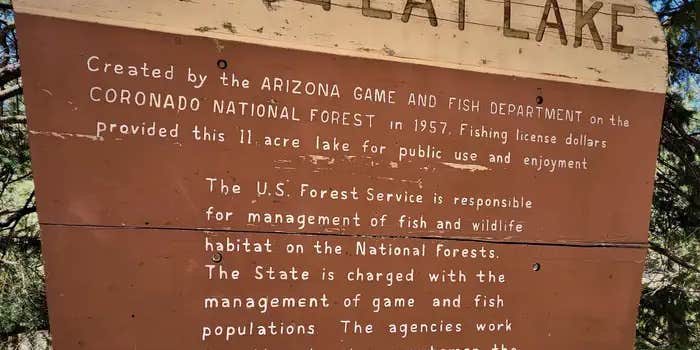 LAKE
Created by the ARIZONA GAME AND FISH DEPARTMENT on the
CORONADO NATIONAL FOREST in 1957. Fishing license dollars
provided this 11 acre lake for public use and enjoyment
The U.S. Forest Service is responsible
for management of fish and wildlife
habitat on the National Forests.
The State is charged with the
management of game and fish
populations The agencies work